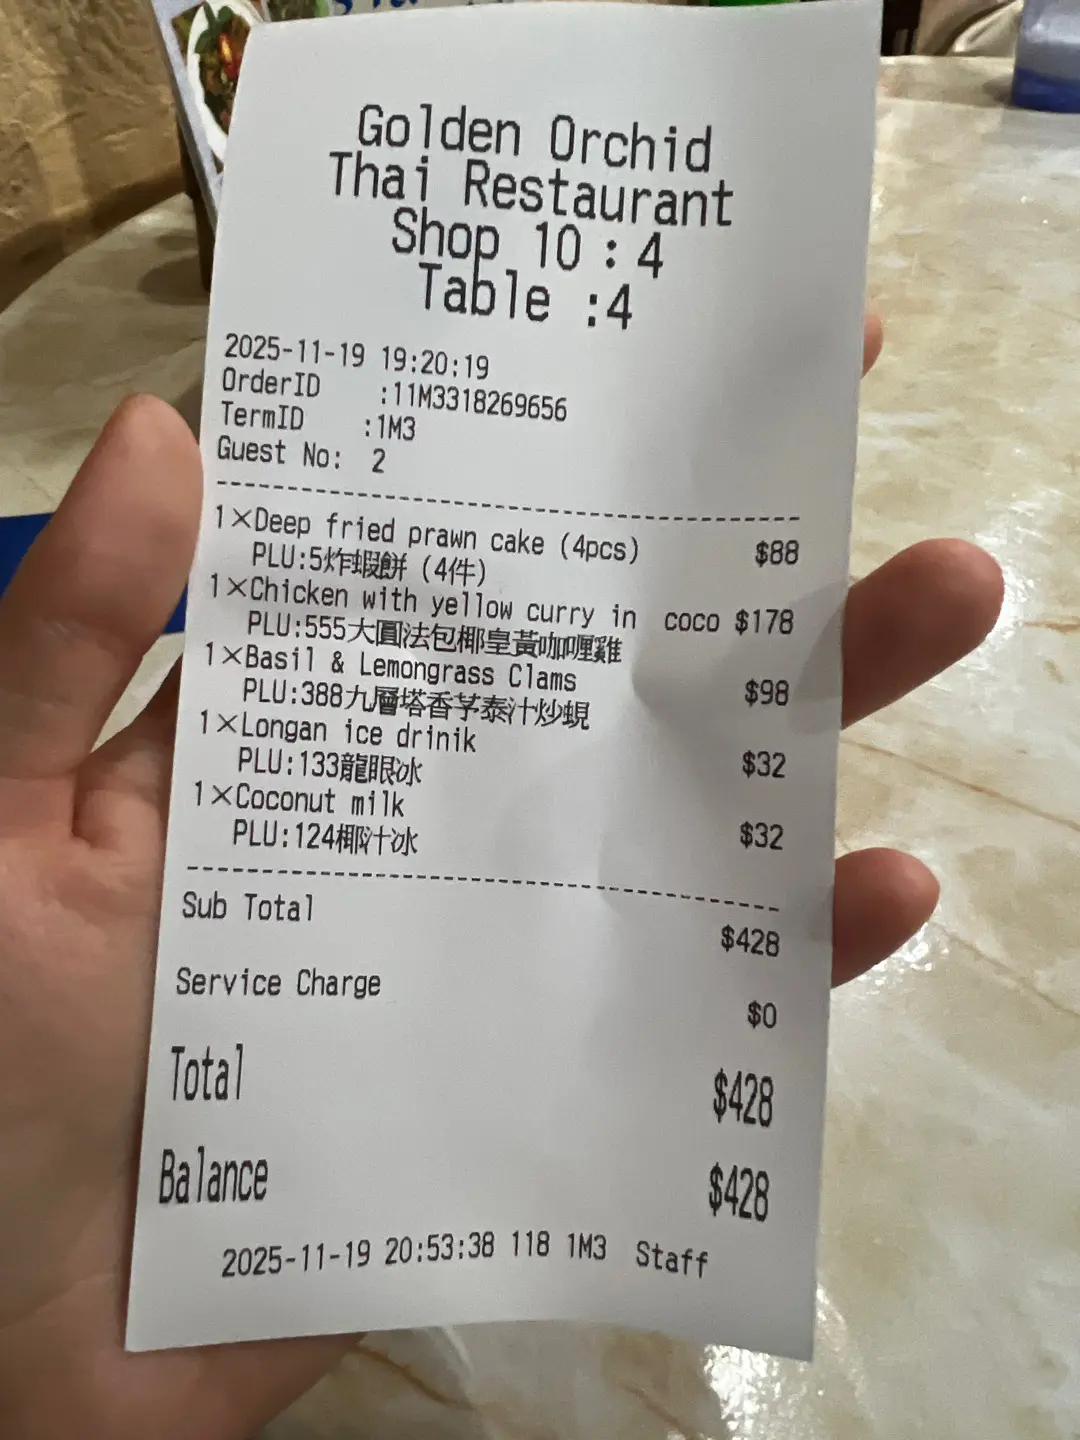 Golden Orchid
Thai Restaurant
Shop 10 : 4
Table :4
2025-11-19 19:20:19
OrderID :11M3318269656
TermID :1M3
Guest No: 2
1×Deep fried prawn cake (4pcs) $88
PLU:5炸蝦餅 (4件)
1×Chicken with yellow curry in coco $178
PLU:555大圓法包椰皇黃咖喱雞
1×Basil & Lemongrass Clams $98
PLU:388九層塔香芧泰汁炒蜆
1×Longan ice drinik $32
PLU:133龍眼冰
1×Coconut milk $32
PLU:124椰汁冰
Sub Total $428
Service Charge $0
Total $428
Balance $428
2025-11-19 20:53:38 118 1M3 Staff